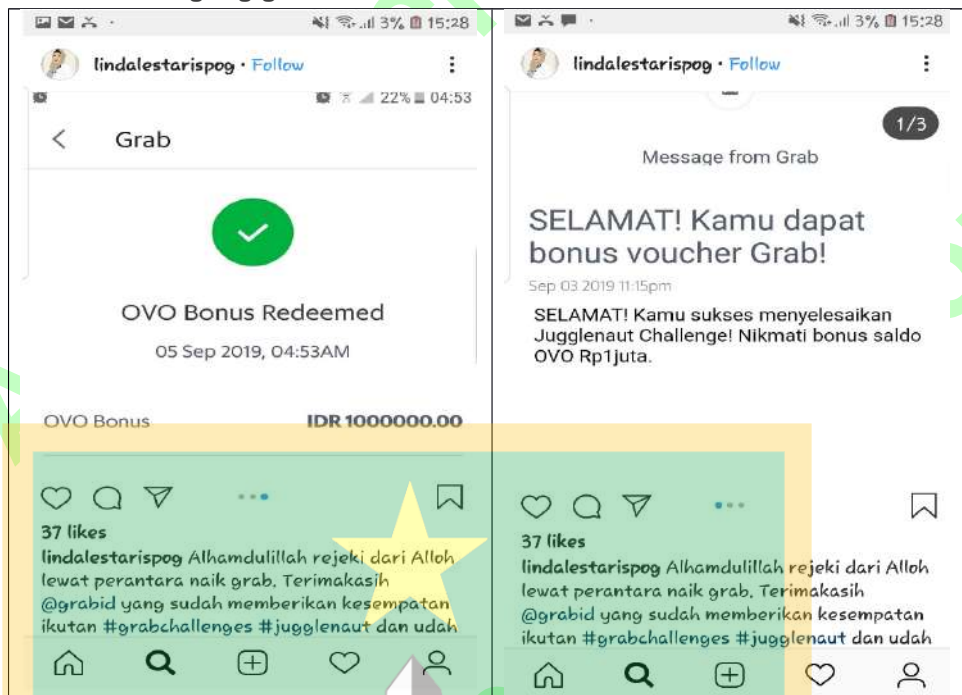 3% 15:28
lindalestarispog • Follow
22% 04:53
Grab
OVO Bonus Redeemed
05 Sep 2019, 04:53AM
OVO Bonus IDR 1000000.00
37 likes
lindalestarispog Alhamdulillah rejeki dari Alloh
lewat perantara naik grab. Terimakasih
@grabid yang sudah memberikan kesempatan
ikutan #grabchallenges #jugglenaut dan udah
3% 15:28
lindalestarispog • Follow
1/3
Message from Grab
SELAMAT! Kamu dapat
bonus voucher Grab!
Sep 03 2019 11:15pm
SELAMAT! Kamu sukses menyelesaikan
Jugglenaut Challenge! Nikmati bonus saldo
OVO Rp1juta.
37 likes
lindalestarispog Alhamdulillah rejeki dari Alloh
lewat perantara naik grab. Terimakasih
@grabid yang sudah memberikan kesempatan
ikutan #grabchallenges #jugglenaut dan udah